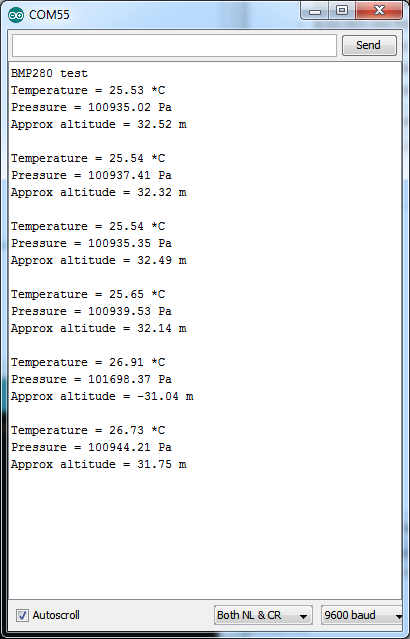 COM55
Send
BMP280 test
Temperature = 25.53 *C
Pressure = 100935.02 Pa
Approx altitude = 32.52 m
Temperature = 25.54 *C
Pressure = 100937.41 Pa
Approx altitude = 32.32 m
Temperature = 25.54 *C
Pressure = 100935.35 Pa
Approx altitude = 32.49 m
Temperature = 25.65 *C
Pressure = 100939.53 Pa
Approx altitude = 32.14 m
Temperature = 26.91 *C
Pressure = 101698.37 Pa
Approx altitude = -31.04 m
Temperature = 26.73 *C
Pressure = 100944.21 Pa
Approx altitude = 31.75 m
Autoscroll Both NL & CR 9600 baud